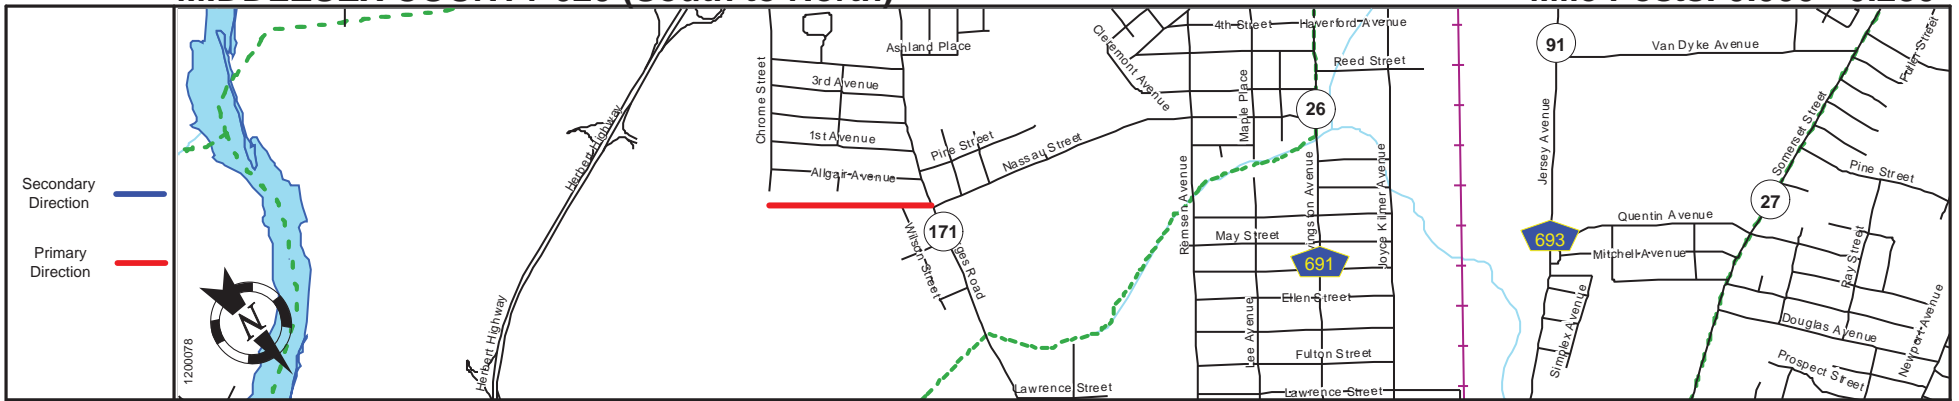 Secondary
Direction
Primary
Direction
1200078
N
Herbert Highway
Herbert Highway
Chrome Street
Ashland Place
3rd Avenue
1st Avenue
Allgair Avenue
Pine Street
Nassau Street
Wilson Street
171
Road
Lawrence Street
Cleremont Avenue
4th Street
Haverford Avenue
Reed Street
Maple Place
26
Remsen Avenue
May Street
Joyce Kilmer Avenue
691
Ellen Street
Lee Avenue
Fulton Street
Lawrence Street
91
Van Dyke Avenue
Jersey Avenue
693
Quentin Avenue
Mitchell Avenue
Simplex Avenue
27
Somerset Street
Fuller Street
Pine Street
Ray Street
Douglas Avenue
Prospect Street
Newport Avenue